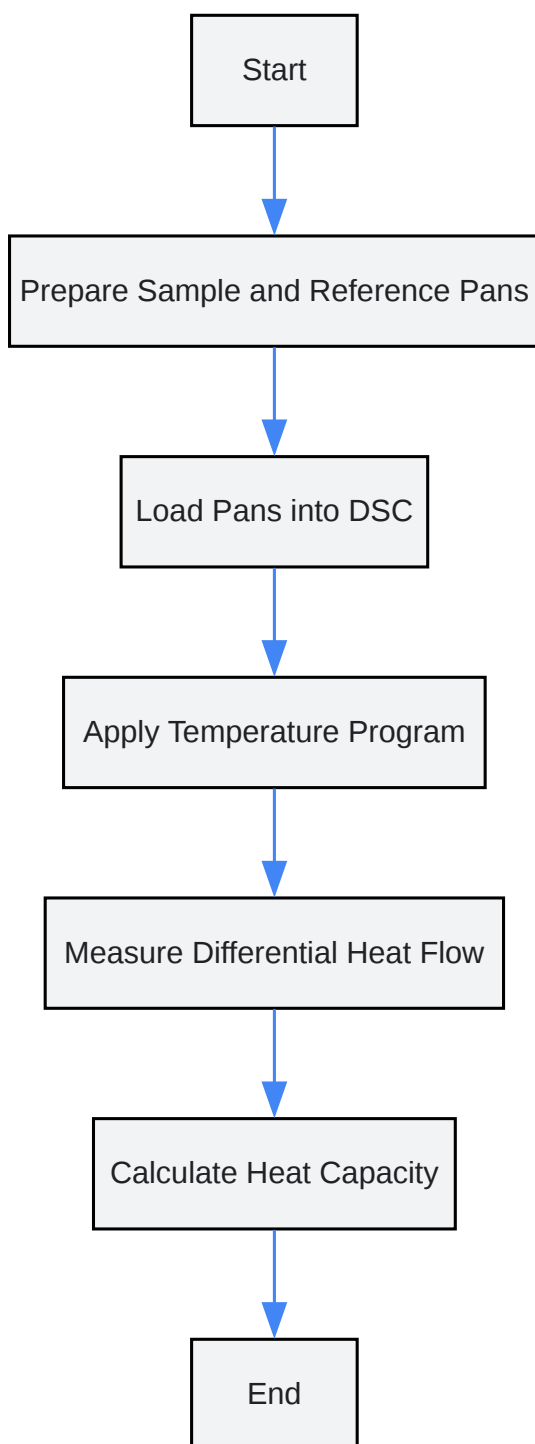 Start
Prepare Sample and Reference Pans
Load Pans into DSC
Apply Temperature Program
Measure Differential Heat Flow
Calculate Heat Capacity
End